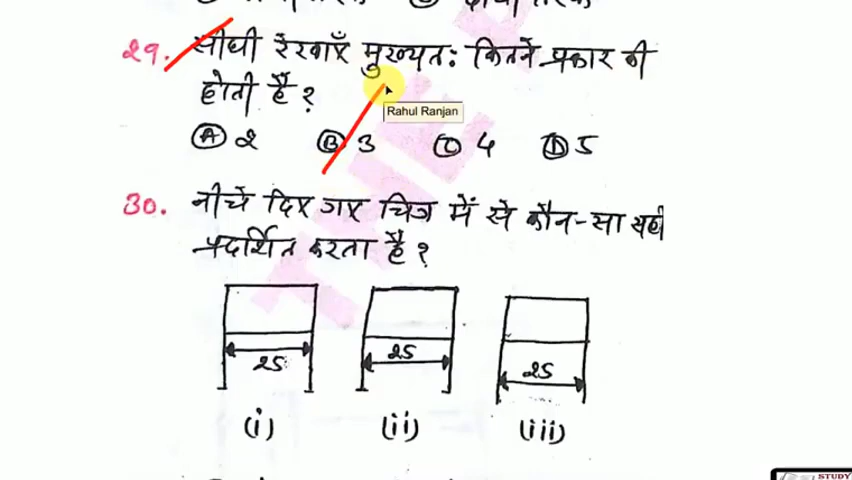 29. सीधी रेखाएँ मुख्यत: कितने प्रकार की
होती है ?
Rahul Ranjan
(A) 2 (B) 3 (C) 4 (D) 5
30. नीचे दिए गए चित्र में से कौन-सा सही
प्रदर्शित करता है ?
25 25 25
(i) (ii) (iii)
STUDY